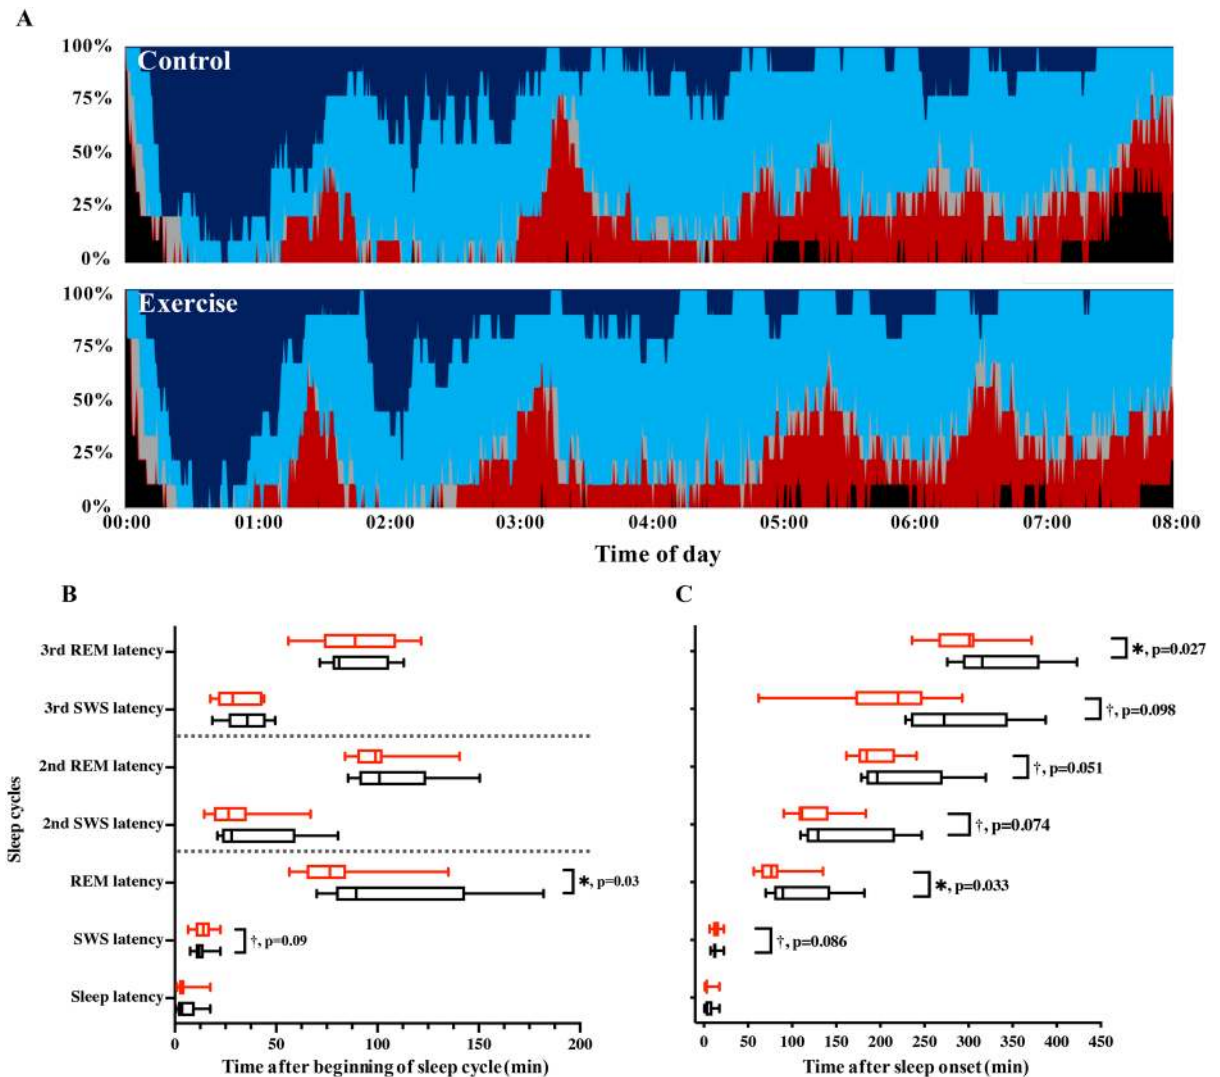 A
100%
Control
75%
50%
25%
0%
100%
Exercise
75%
50%
25%
0%
00:00 01:00 02:00 03:00 04:00 05:00 06:00 07:00 08:00
Time of day
B
Sleep cycles
3rd REM latency
3rd SWS latency
2nd REM latency
2nd SWS latency
REM latency
*, p=0.03
SWS latency
†, p=0.09
Sleep latency
0 50 100 150 200
Time after beginning of sleep cycle (min)
C
*, p=0.027
†, p=0.098
†, p=0.051
†, p=0.074
*, p=0.033
†, p=0.086
0 50 100 150 200 250 300 350 400 450
Time after sleep onset (min)